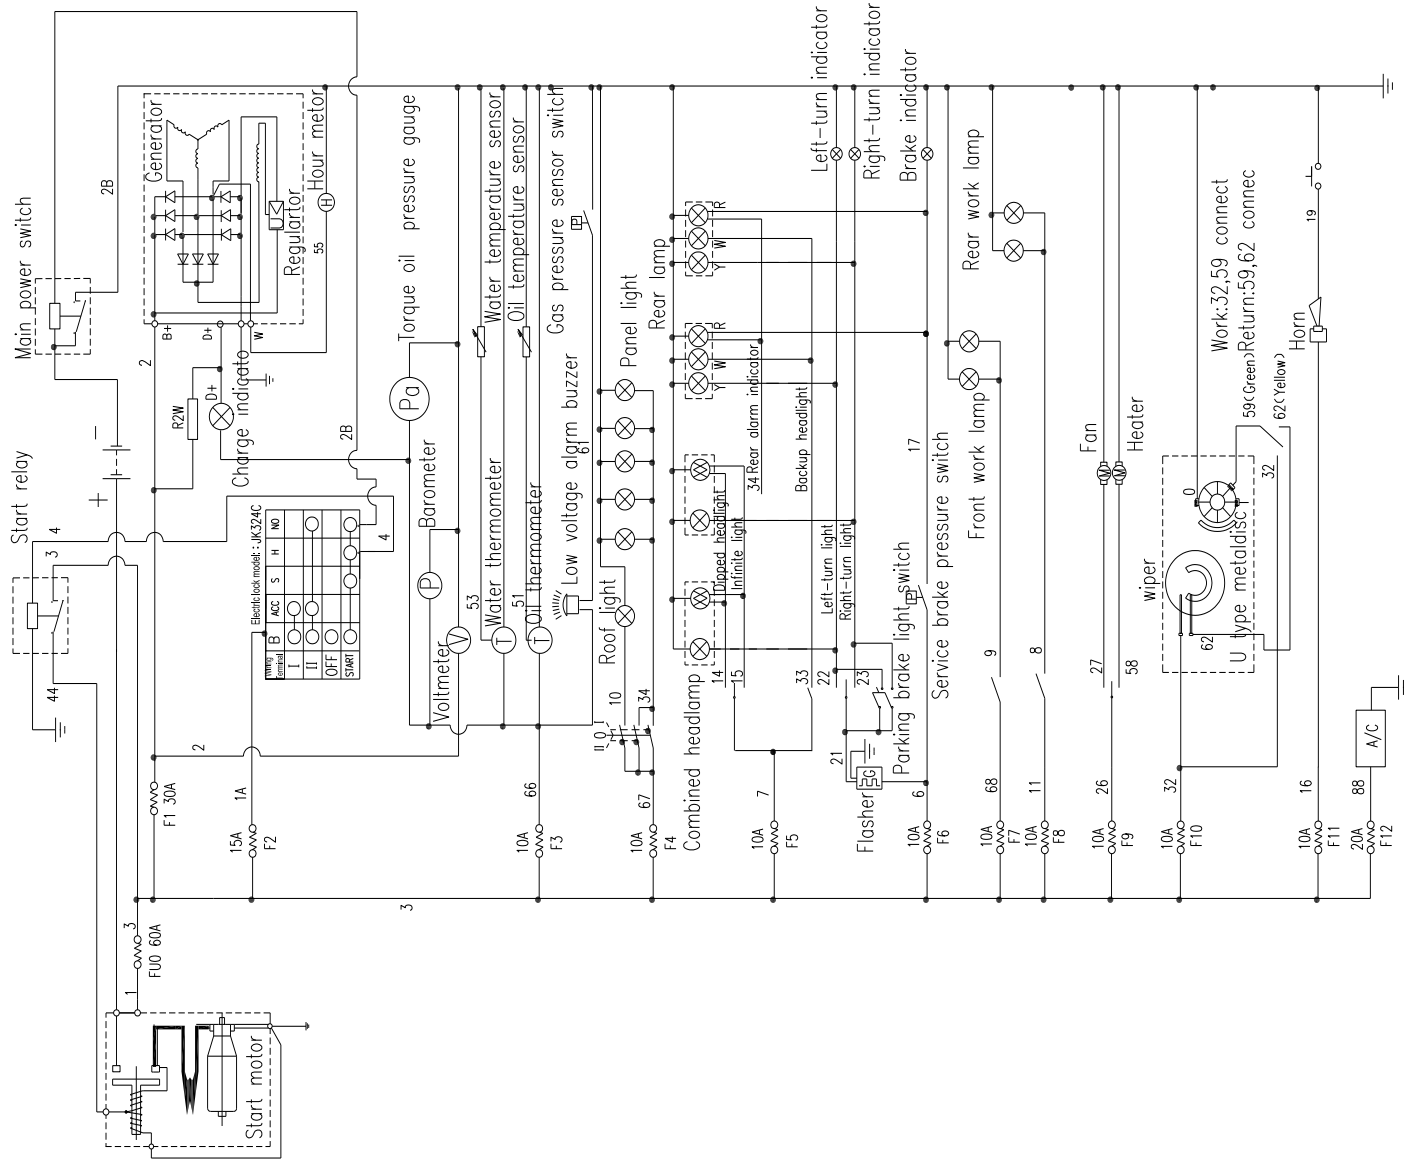 Start relay
4
3
44
Main power switch
2B
+
−
2
Generator
Regulartor
B+
D+
W
Hour metor
H
55
R2W
D+
Charge indicato
2B
4
Electric lock model: : JK324C
Wiring Terminal
B
ACC
S
H
NO
I
II
OFF
START
Torque oil pressure gauge
Pa
Barometer
P
Voltmeter
V
53
Water thermometer
T
Water temperature sensor
51
Oil thermometer
T
Oil temperature sensor
Gas pressure sensor switch
P
Low voltage alarm buzzer
61
Roof light
Panel light
10
34
II O I
Rear lamp
R
W
Y
R
W
Y
Combined headlamp
W
W
14
Dipped headlight
15
Infinite light
34
Rear alarm indicator
33
Backup headlight
22
Left-turn light
23
Right-turn light
Left-turn indicator
Right-turn indicator
Brake indicator
21
Flasher
G
Parking brake light switch
P
Service brake pressure switch
17
6
Rear work lamp
Front work lamp
9
8
68
11
Fan
M
Heater
M
27
58
26
wiper
U type metaldisc
0
1
62
32
59(Green)
62(Yellow)
32
Work:32,59 connect
Return:59,62 connec
Horn
19
16
A/C
88
2
1A
66
67
7
F1 30A
15A
F2
10A
F3
10A
F4
10A
F5
10A
F6
10A
F7
10A
F8
10A
F9
10A
F10
10A
F11
20A
F12
3
3
FU0 60A
1
Start motor